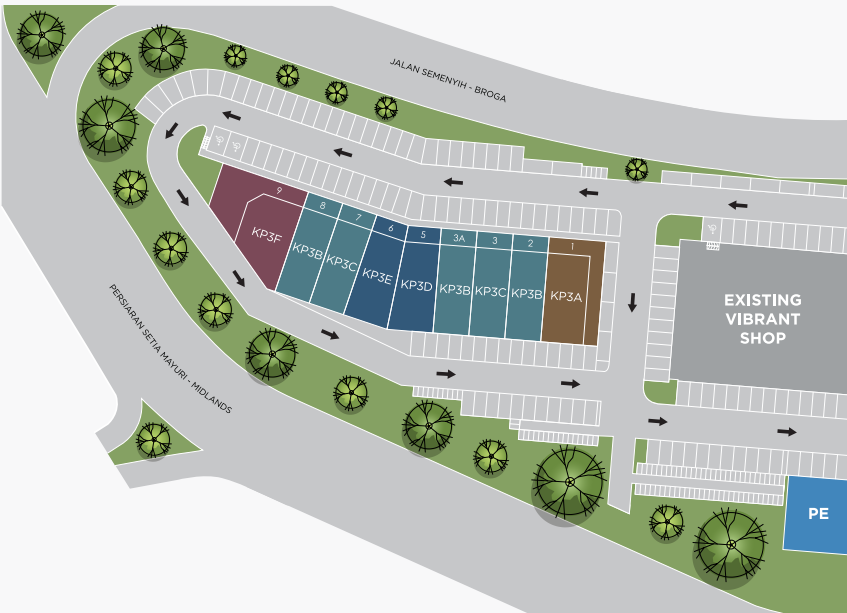 JALAN SEMENYIH - BROGA
9
8
7
6
5
3A
3
2
1
KP3F
KP3B
KP3C
KP3E
KP3D
KP3B
KP3C
KP3B
KP3A
EXISTING
VIBRANT
SHOP
PERSIARAN SETIA MAYURI - MIDLANDS
PE